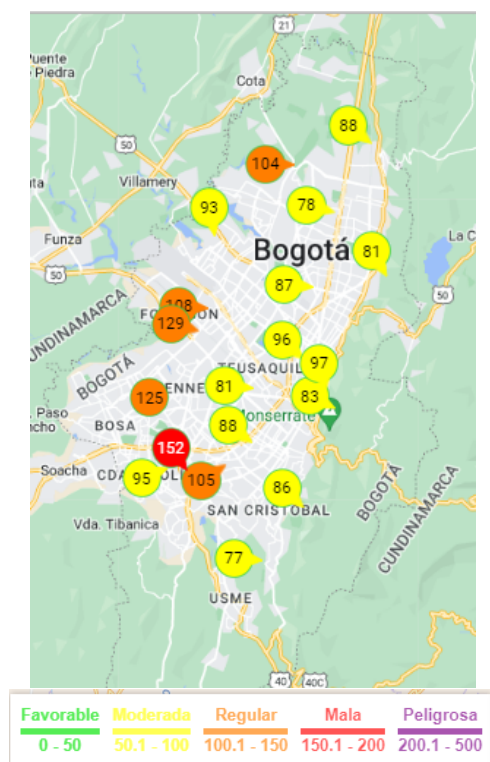 21
Puente
Piedra
Cota
88
50
104
Villamery
93
78
Funza
Bogotá
81
La C
50
87
50
108
129
CUNDINAMARCA
BOGOTÁ
96
TEUSAQUIL
97
81
83
125
Monserrate
BOSA
88
Paso
ncho
152
Soacha
95
105
86
SAN CRISTOBAL
BOGOTÁ
CUNDINAMARCA
Vda. Tibanica
77
USME
40
40C
Favorable Moderada Regular Mala Peligrosa
0 - 50 50.1 - 100 100.1 - 150 150.1 - 200 200.1 - 500